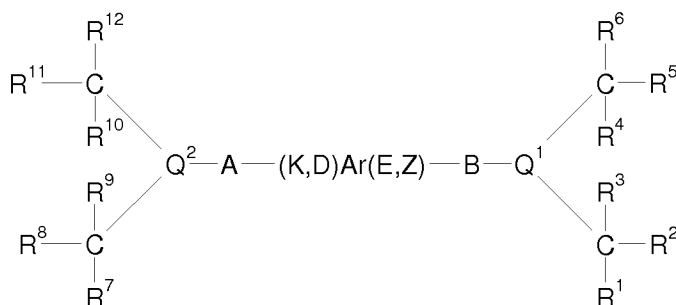 R¹² R⁶
R¹¹ C C R⁵
R¹⁰ R⁴
Q² A (K,D)Ar(E,Z) B Q¹
R⁹ R³
R⁸ C C R²
R⁷ R¹